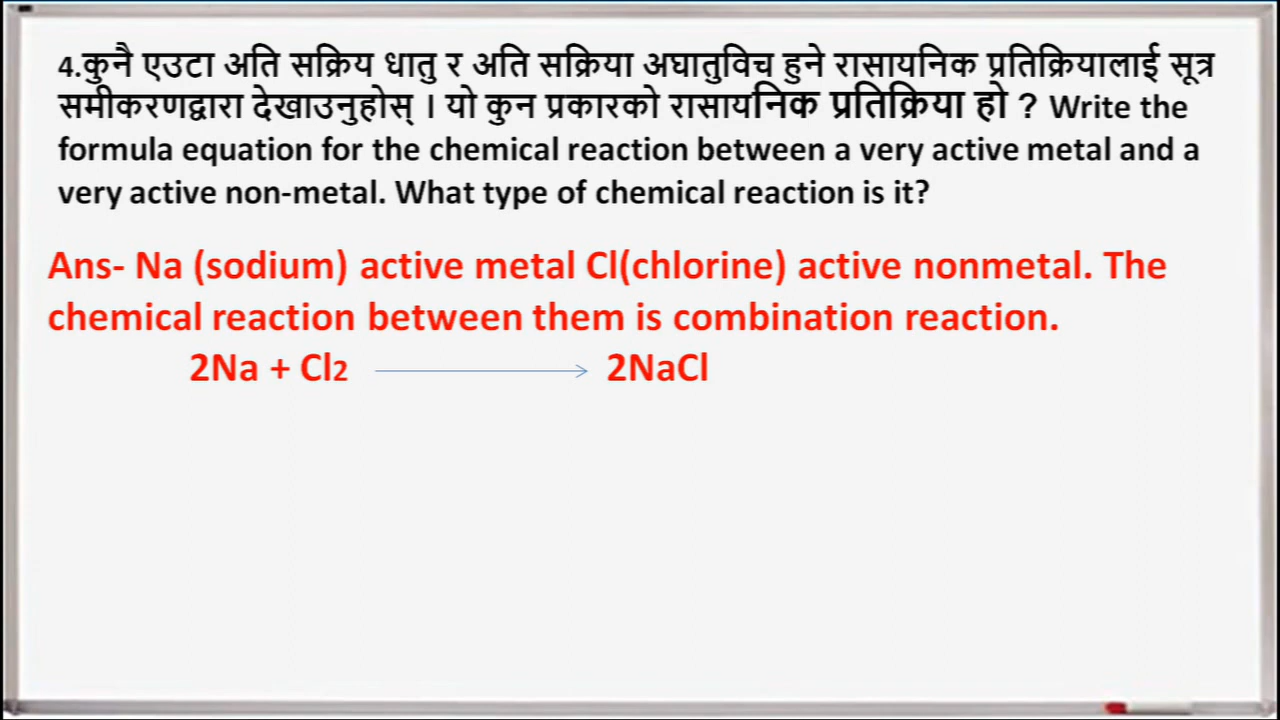 4.कुनै एउटा अति सक्रिय धातु र अति सक्रिया अघातुविच हुने रासायनिक प्रतिक्रियालाई सूत्र
समीकरणद्वारा देखाउनुहोस् । यो कुन प्रकारको रासायनिक प्रतिक्रिया हो ? Write the
formula equation for the chemical reaction between a very active metal and a
very active non-metal. What type of chemical reaction is it?
Ans- Na (sodium) active metal Cl(chlorine) active nonmetal. The
chemical reaction between them is combination reaction.
2Na + Cl2 ⟶ 2NaCl